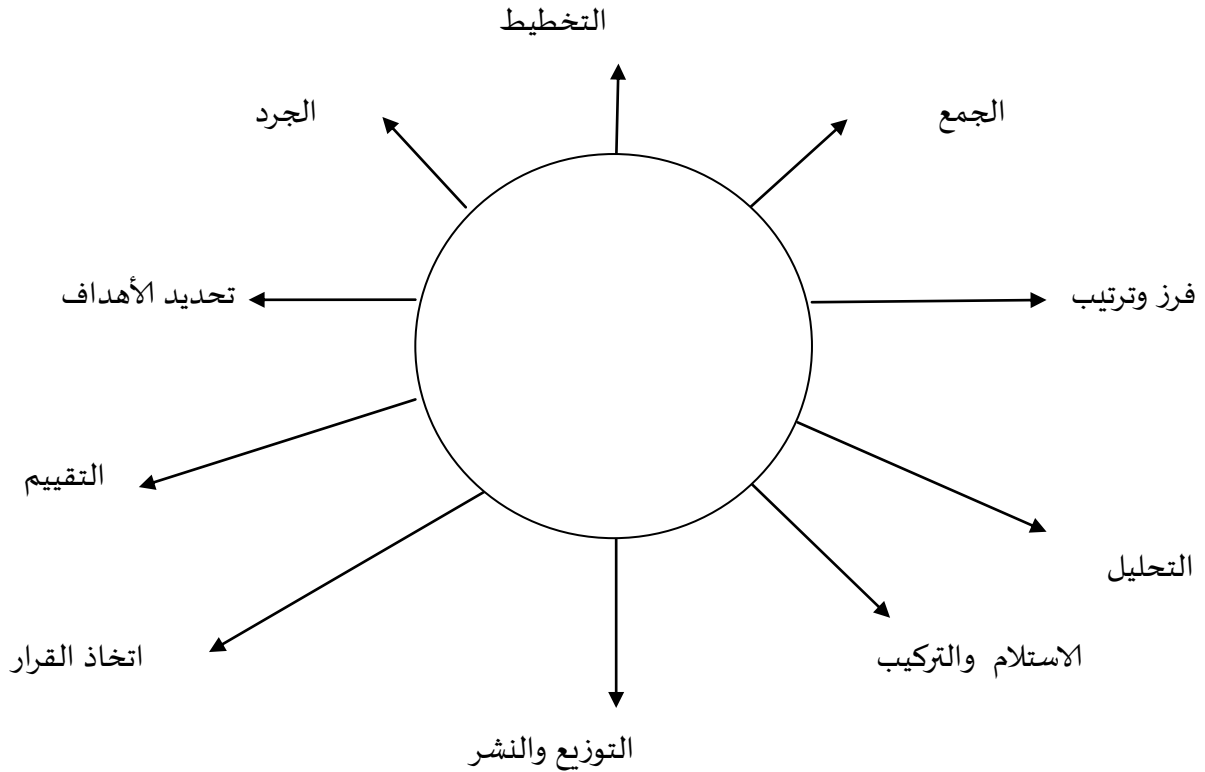 التخطيط
الجمع
الجرد
فرز وترتيب
تحديد الأهداف
التقييم
التحليل
الاستلام والتركيب
اتخاذ القرار
التوزيع والنشر